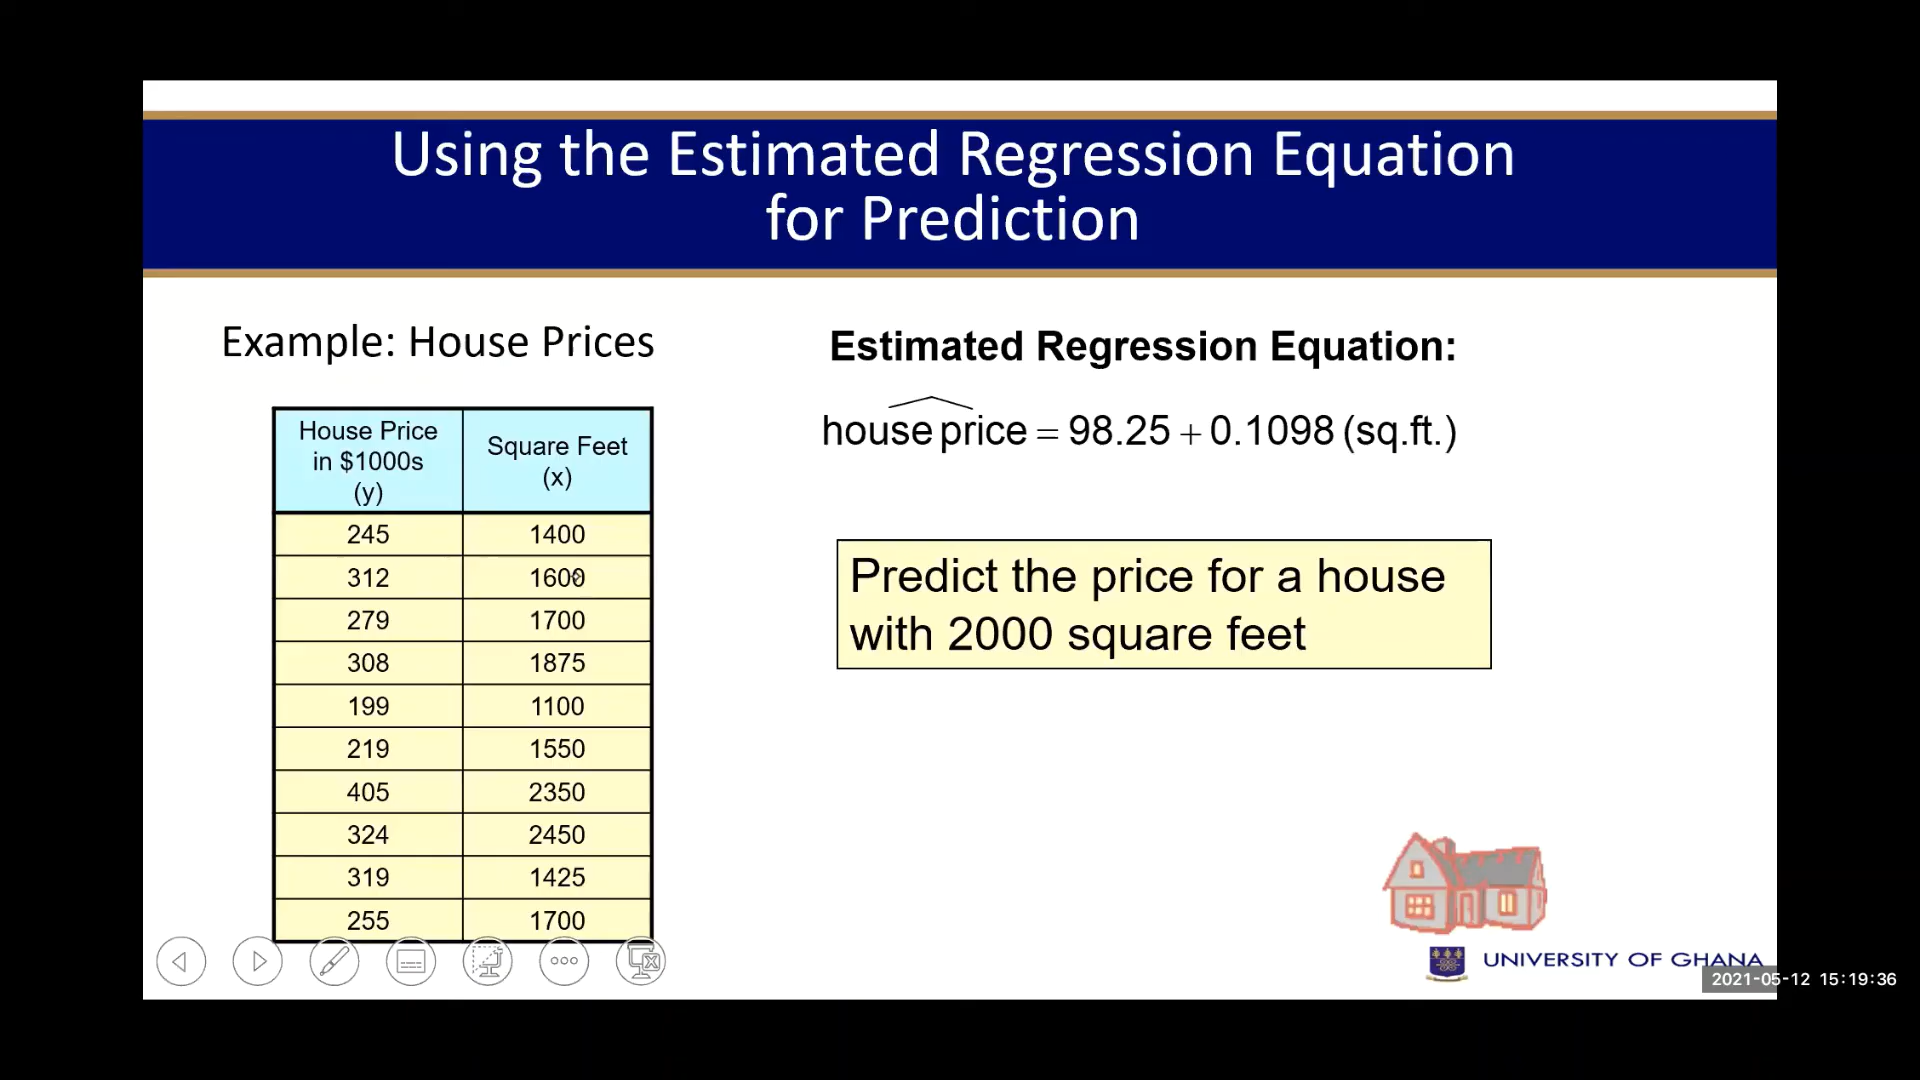 Using the Estimated Regression Equation
for Prediction
Example: House Prices
House Price
in $1000s
(y)
Square Feet
(x)
245 1400
312 1600
279 1700
308 1875
199 1100
219 1550
405 2350
324 2450
319 1425
255 1700
Estimated Regression Equation:
house price = 98.25 + 0.1098 (sq.ft.)
Predict the price for a house
with 2000 square feet
UNIVERSITY OF GHANA
2021-05-12 15:19:36